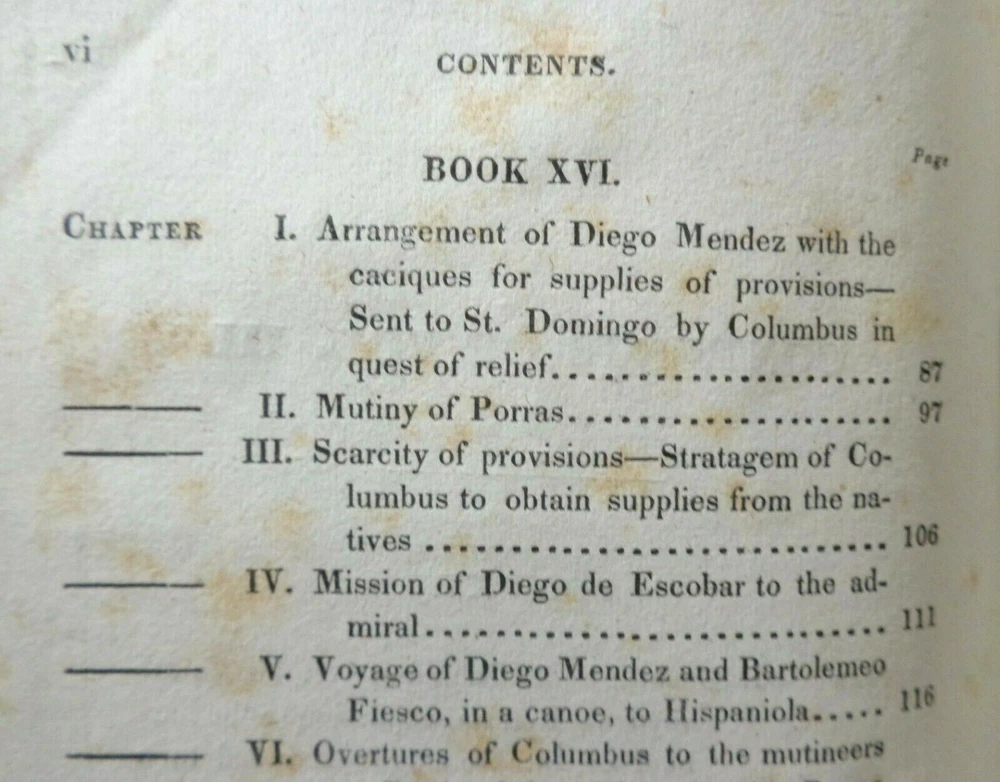 vi
CONTENTS.
BOOK XVI.
Page
CHAPTER I. Arrangement of Diego Mendez with the
caciques for supplies of provisions—
Sent to St. Domingo by Columbus in
quest of relief........................ 87
——— II. Mutiny of Porras....................... 97
——— III. Scarcity of provisions—Stratagem of Co-
lumbus to obtain supplies from the na-
tives ................................ 106
——— IV. Mission of Diego de Escobar to the ad-
miral................................ 111
——— V. Voyage of Diego Mendez and Bartolemeo
Fiesco, in a canoe, to Hispaniola..... 116
——— VI. Overtures of Columbus to the mutineers